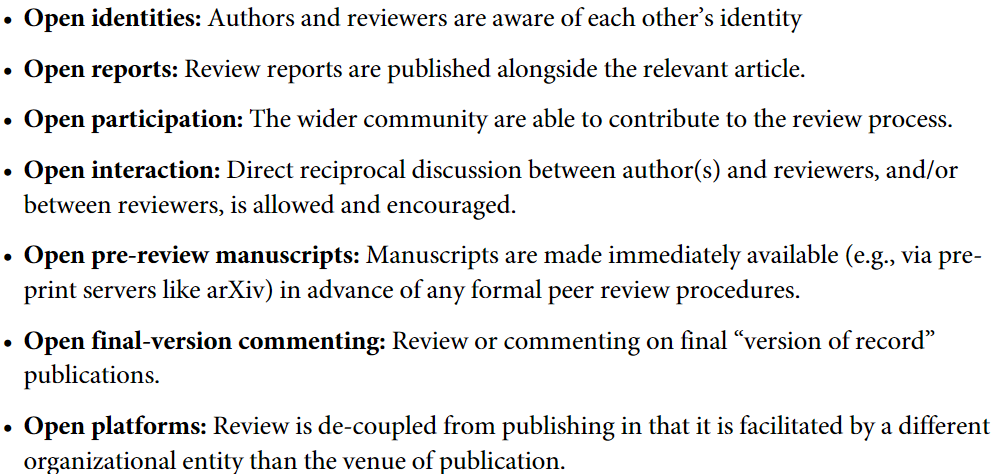 • Open identities: Authors and reviewers are aware of each other’s identity
• Open reports: Review reports are published alongside the relevant article.
• Open participation: The wider community are able to contribute to the review process.
• Open interaction: Direct reciprocal discussion between author(s) and reviewers, and/or
between reviewers, is allowed and encouraged.
• Open pre-review manuscripts: Manuscripts are made immediately available (e.g., via pre-
print servers like arXiv) in advance of any formal peer review procedures.
• Open final-version commenting: Review or commenting on final “version of record”
publications.
• Open platforms: Review is de-coupled from publishing in that it is facilitated by a different
organizational entity than the venue of publication.